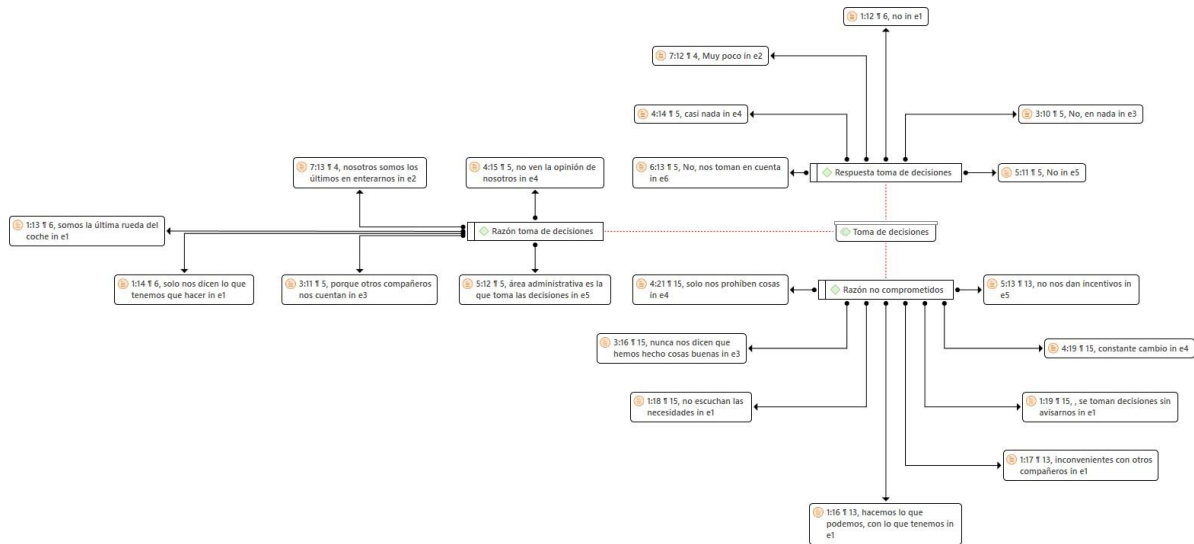 1:12 ¶ 6, no in e1
7:12 ¶ 4, Muy poco in e2
4:14 ¶ 5, casi nada in e4
3:10 ¶ 5, No, en nada in e3
7:13 ¶ 4, nosotros somos los
últimos en enterarnos in e2
4:15 ¶ 5, no ven la opinión de
nosotros in e4
6:13 ¶ 5, No, nos toman en cuenta
in e6
Respuesta toma de decisiones
5:11 ¶ 5, No in e5
1:13 ¶ 6, somos la última rueda del
coche in e1
Razón toma de decisiones
Toma de decisiones
1:14 ¶ 6, solo nos dicen lo que
tenemos que hacer in e1
3:11 ¶ 5, porque otros compañeros
nos cuentan in e3
5:12 ¶ 5, área administrativa es la
que toma las decisiones in e5
4:21 ¶ 15, solo nos prohíben cosas
in e4
Razón no comprometidos
5:13 ¶ 13, no nos dan incentivos in
e5
3:16 ¶ 15, nunca nos dicen que
hemos hecho cosas buenas in e3
4:19 ¶ 15, constante cambio in e4
1:18 ¶ 15, no escuchan las
necesidades in e1
1:19 ¶ 15, , se toman decisiones sin
avisarnos in e1
1:17 ¶ 13, inconvenientes con otros
compañeros in e1
1:16 ¶ 13, hacemos lo que
podemos, con lo que tenemos in
e1